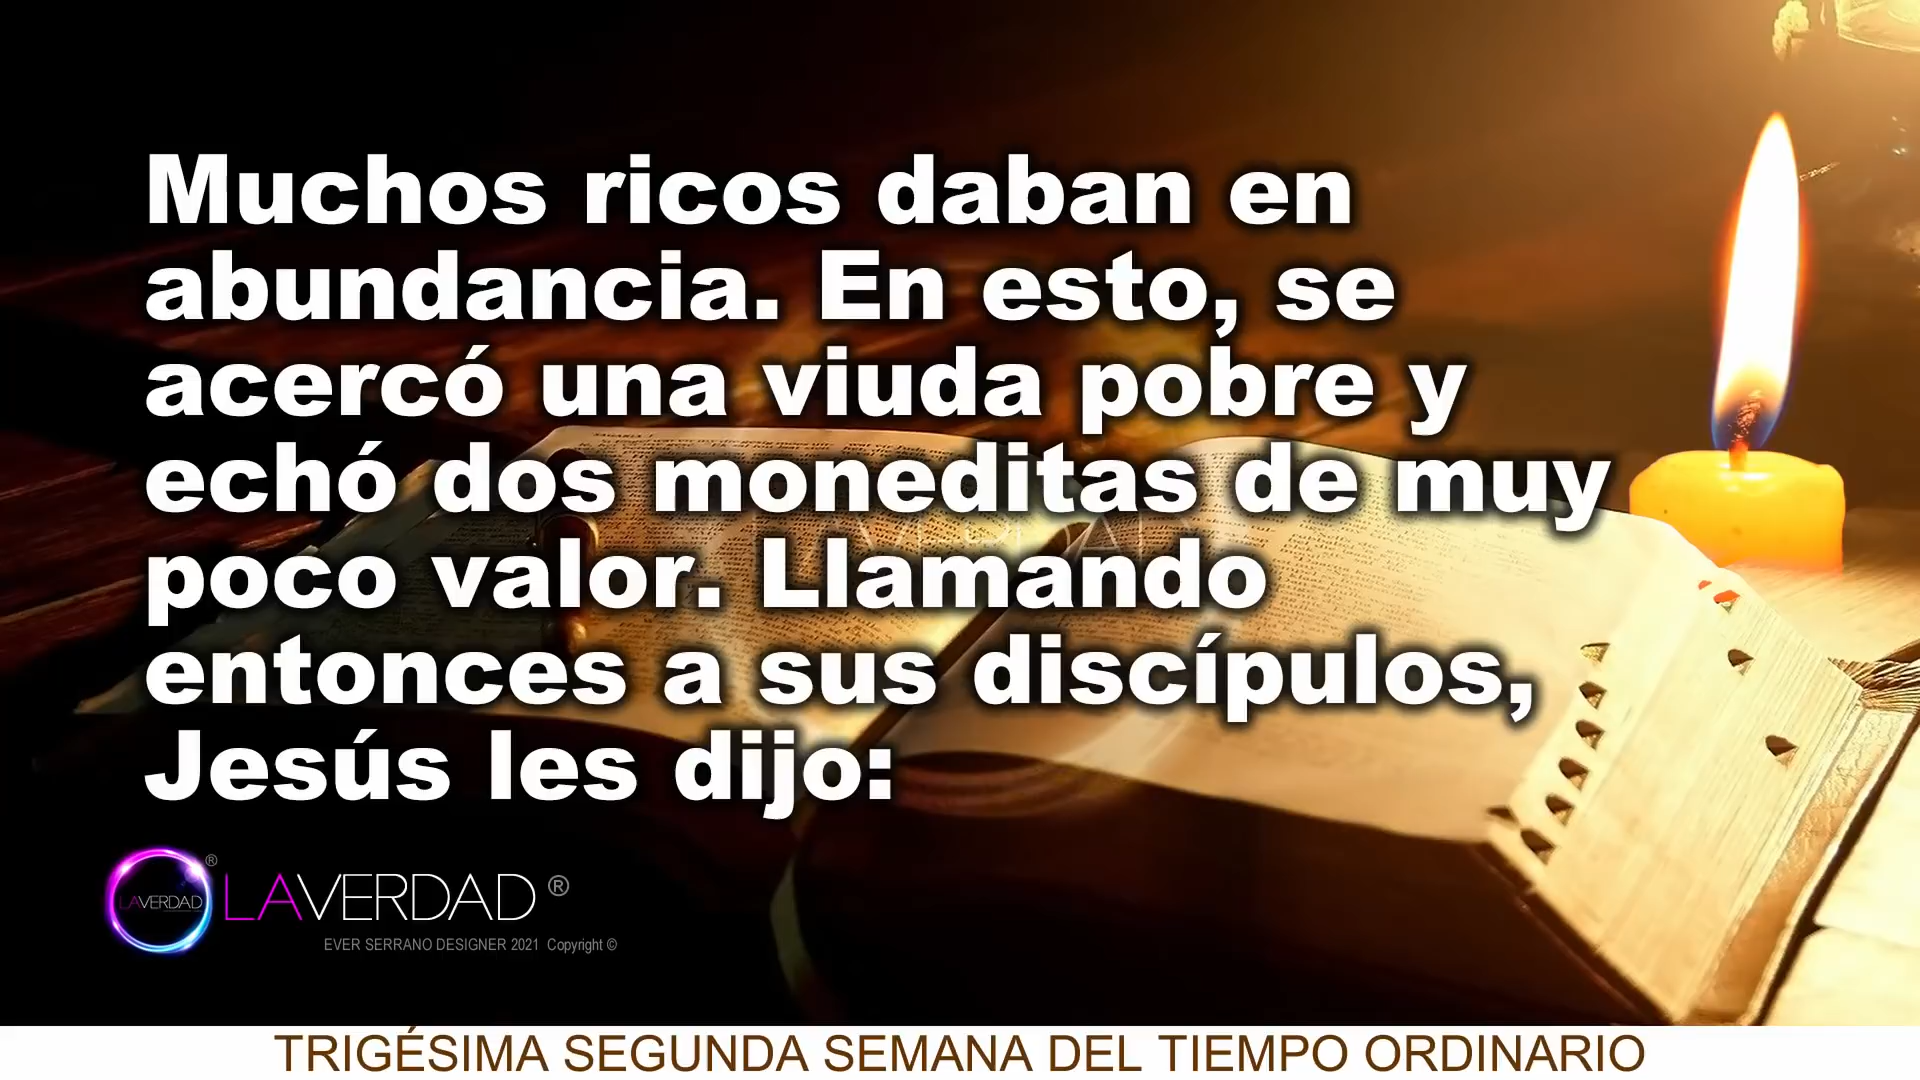 Muchos ricos daban en
abundancia. En esto, se
acercó una viuda pobre y
echó dos moneditas de muy
poco valor. Llamando
entonces a sus discípulos,
Jesús les dijo:
LAVERDAD ®
LAVERDAD ®
EVER SERRANO DESIGNER 2021 Copyright ©
TRIGÉSIMA SEGUNDA SEMANA DEL TIEMPO ORDINARIO